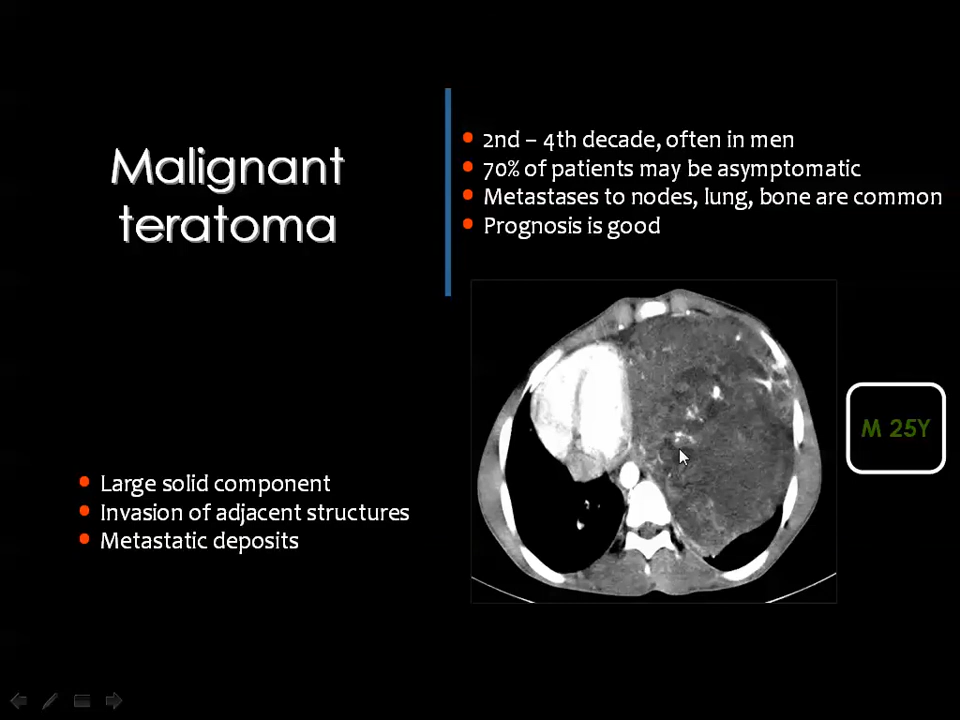 Malignant
teratoma
• 2nd – 4th decade, often in men
• 70% of patients may be asymptomatic
• Metastases to nodes, lung, bone are common
• Prognosis is good
M 25Y
• Large solid component
• Invasion of adjacent structures
• Metastatic deposits